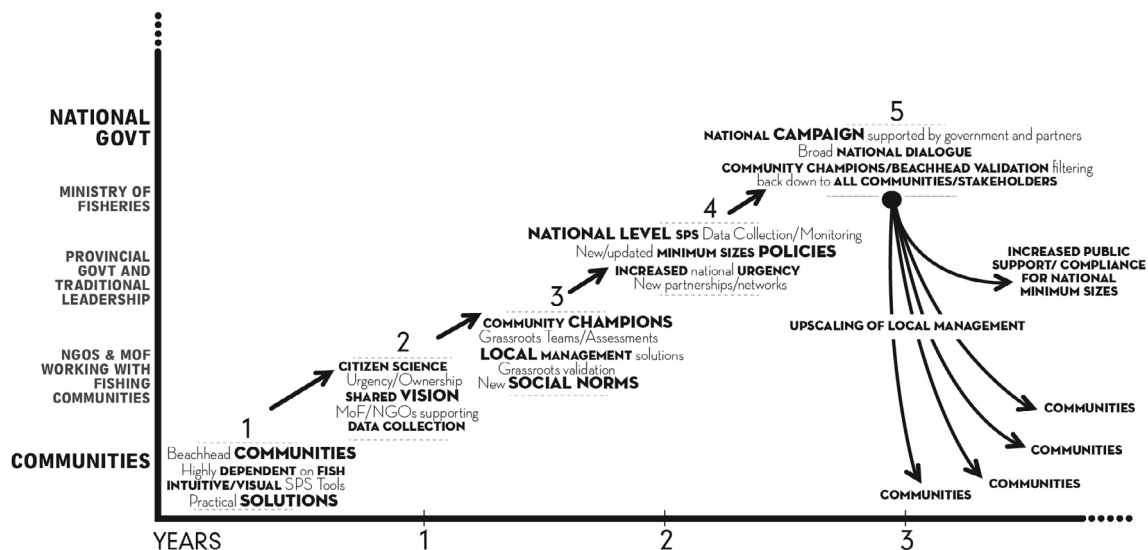 NATIONAL
GOVT
MINISTRY OF
FISHERIES
PROVINCIAL
GOVT AND
TRADITIONAL
LEADERSHIP
NGOS & MOF
WORKING WITH
FISHING
COMMUNITIES
COMMUNITIES
1
Beachhead COMMUNITIES
Highly DEPENDENT on FISH
INTUITIVE/VISUAL SPS Tools
Practical SOLUTIONS
2
CITIZEN SCIENCE
Urgency/Ownership
SHARED VISION
MoF/NGOs supporting
DATA COLLECTION
3
COMMUNITY CHAMPIONS
Grassroots Teams/Assessments
LOCAL MANAGEMENT solutions
Grassroots validation
New SOCIAL NORMS
4
NATIONAL LEVEL SPS Data Collection/Monitoring
New/updated MINIMUM SIZES POLICIES
INCREASED national URGENCY
New partnerships/networks
5
NATIONAL CAMPAIGN supported by government and partners
Broad NATIONAL DIALOGUE
COMMUNITY CHAMPIONS/BEACHHEAD VALIDATION filtering
back down to ALL COMMUNITIES/STAKEHOLDERS
INCREASED PUBLIC
SUPPORT/ COMPLIANCE
FOR NATIONAL
MINIMUM SIZES
UPSCALING OF LOCAL MANAGEMENT
COMMUNITIES
COMMUNITIES
COMMUNITIES
COMMUNITIES
YEARS 1 2 3